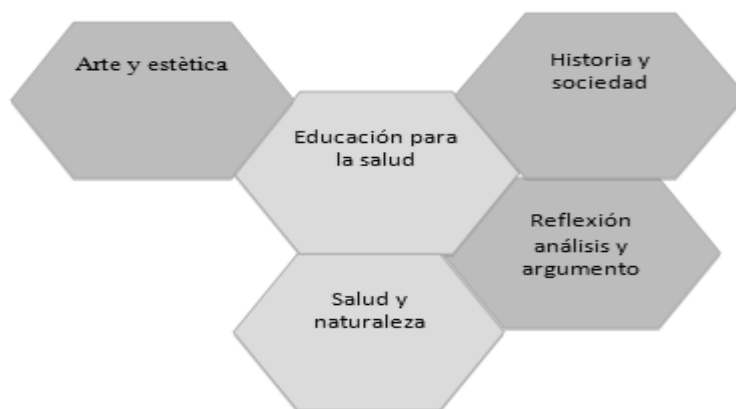 Arte y estètica
Historia y
sociedad
Educación para
la salud
Reflexión
análisis y
argumento
Salud y
naturaleza